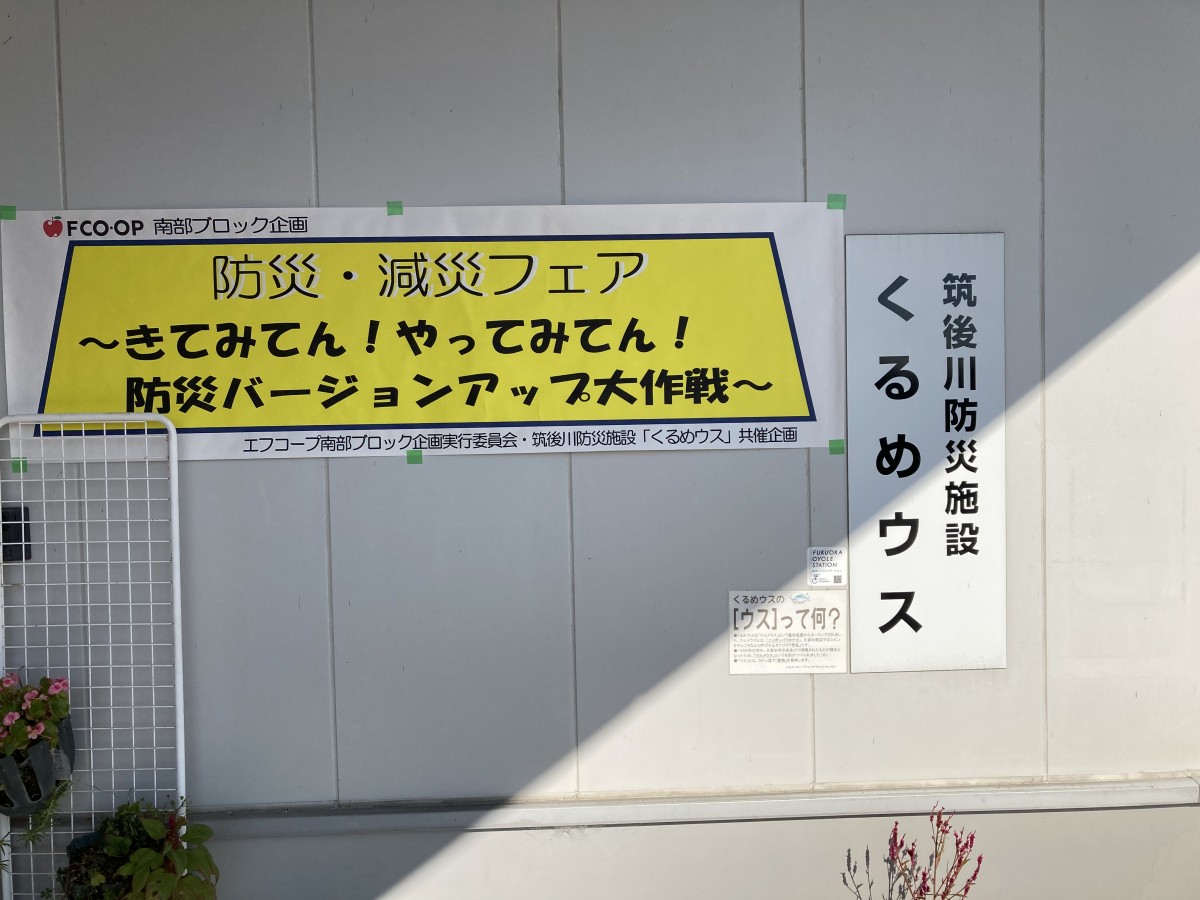 FCO・OP 南部ブロック企画
防災・減災フェア
～きてみてん！やってみてん！
防災バージョンアップ大作戦～
エフコープ南部ブロック企画実行委員会・筑後川防災施設「くるめウス」共催企画
筑後川防災施設
くるめウス
FUKUOKA
CYCLE
STATION
くるめウスの
［ウス］って何？